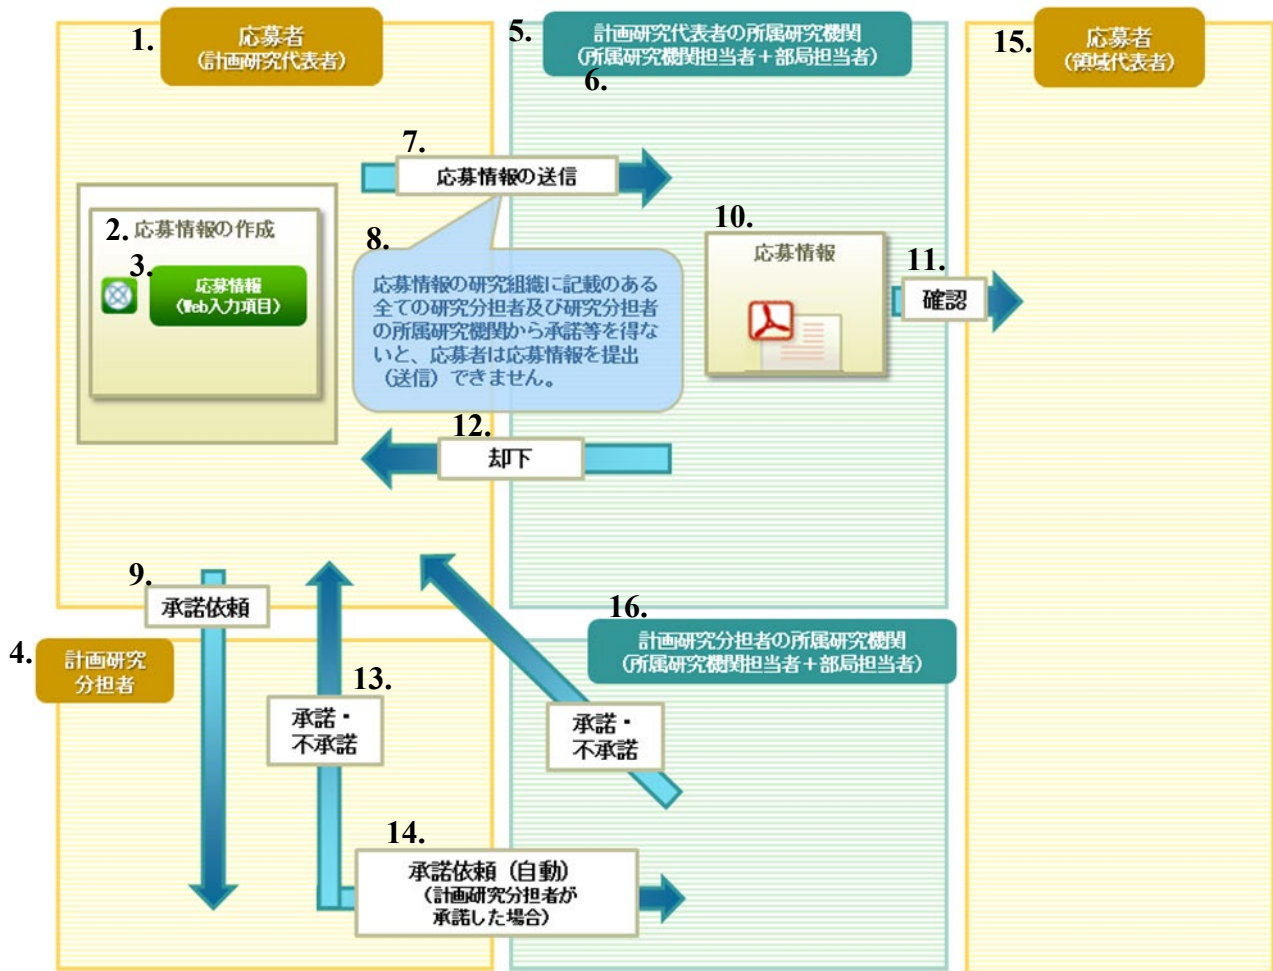 1.
応募者
(計画研究代表者)
5.
計画研究代表者の所属研究機関
(所属研究機関担当者+部局担当者)
6.
15.
応募者
(領域代表者)
7.
応募情報の送信
2. 応募情報の作成
3.
応募情報
(Web入力項目)
8.
応募情報の研究組織に記載のある
全ての研究分担者及び研究分担者
の所属研究機関から承諾等を得な
いと、応募者は応募情報を提出
(送信)できません。
10.
応募情報
11.
確認
12.
却下
9.
承諾依頼
4.
計画研究
分担者
16.
計画研究分担者の所属研究機関
(所属研究機関担当者+部局担当者)
13.
承諾・
不承諾
承諾・
不承諾
14.
承諾依頼(自動)
(計画研究分担者が
承諾した場合)